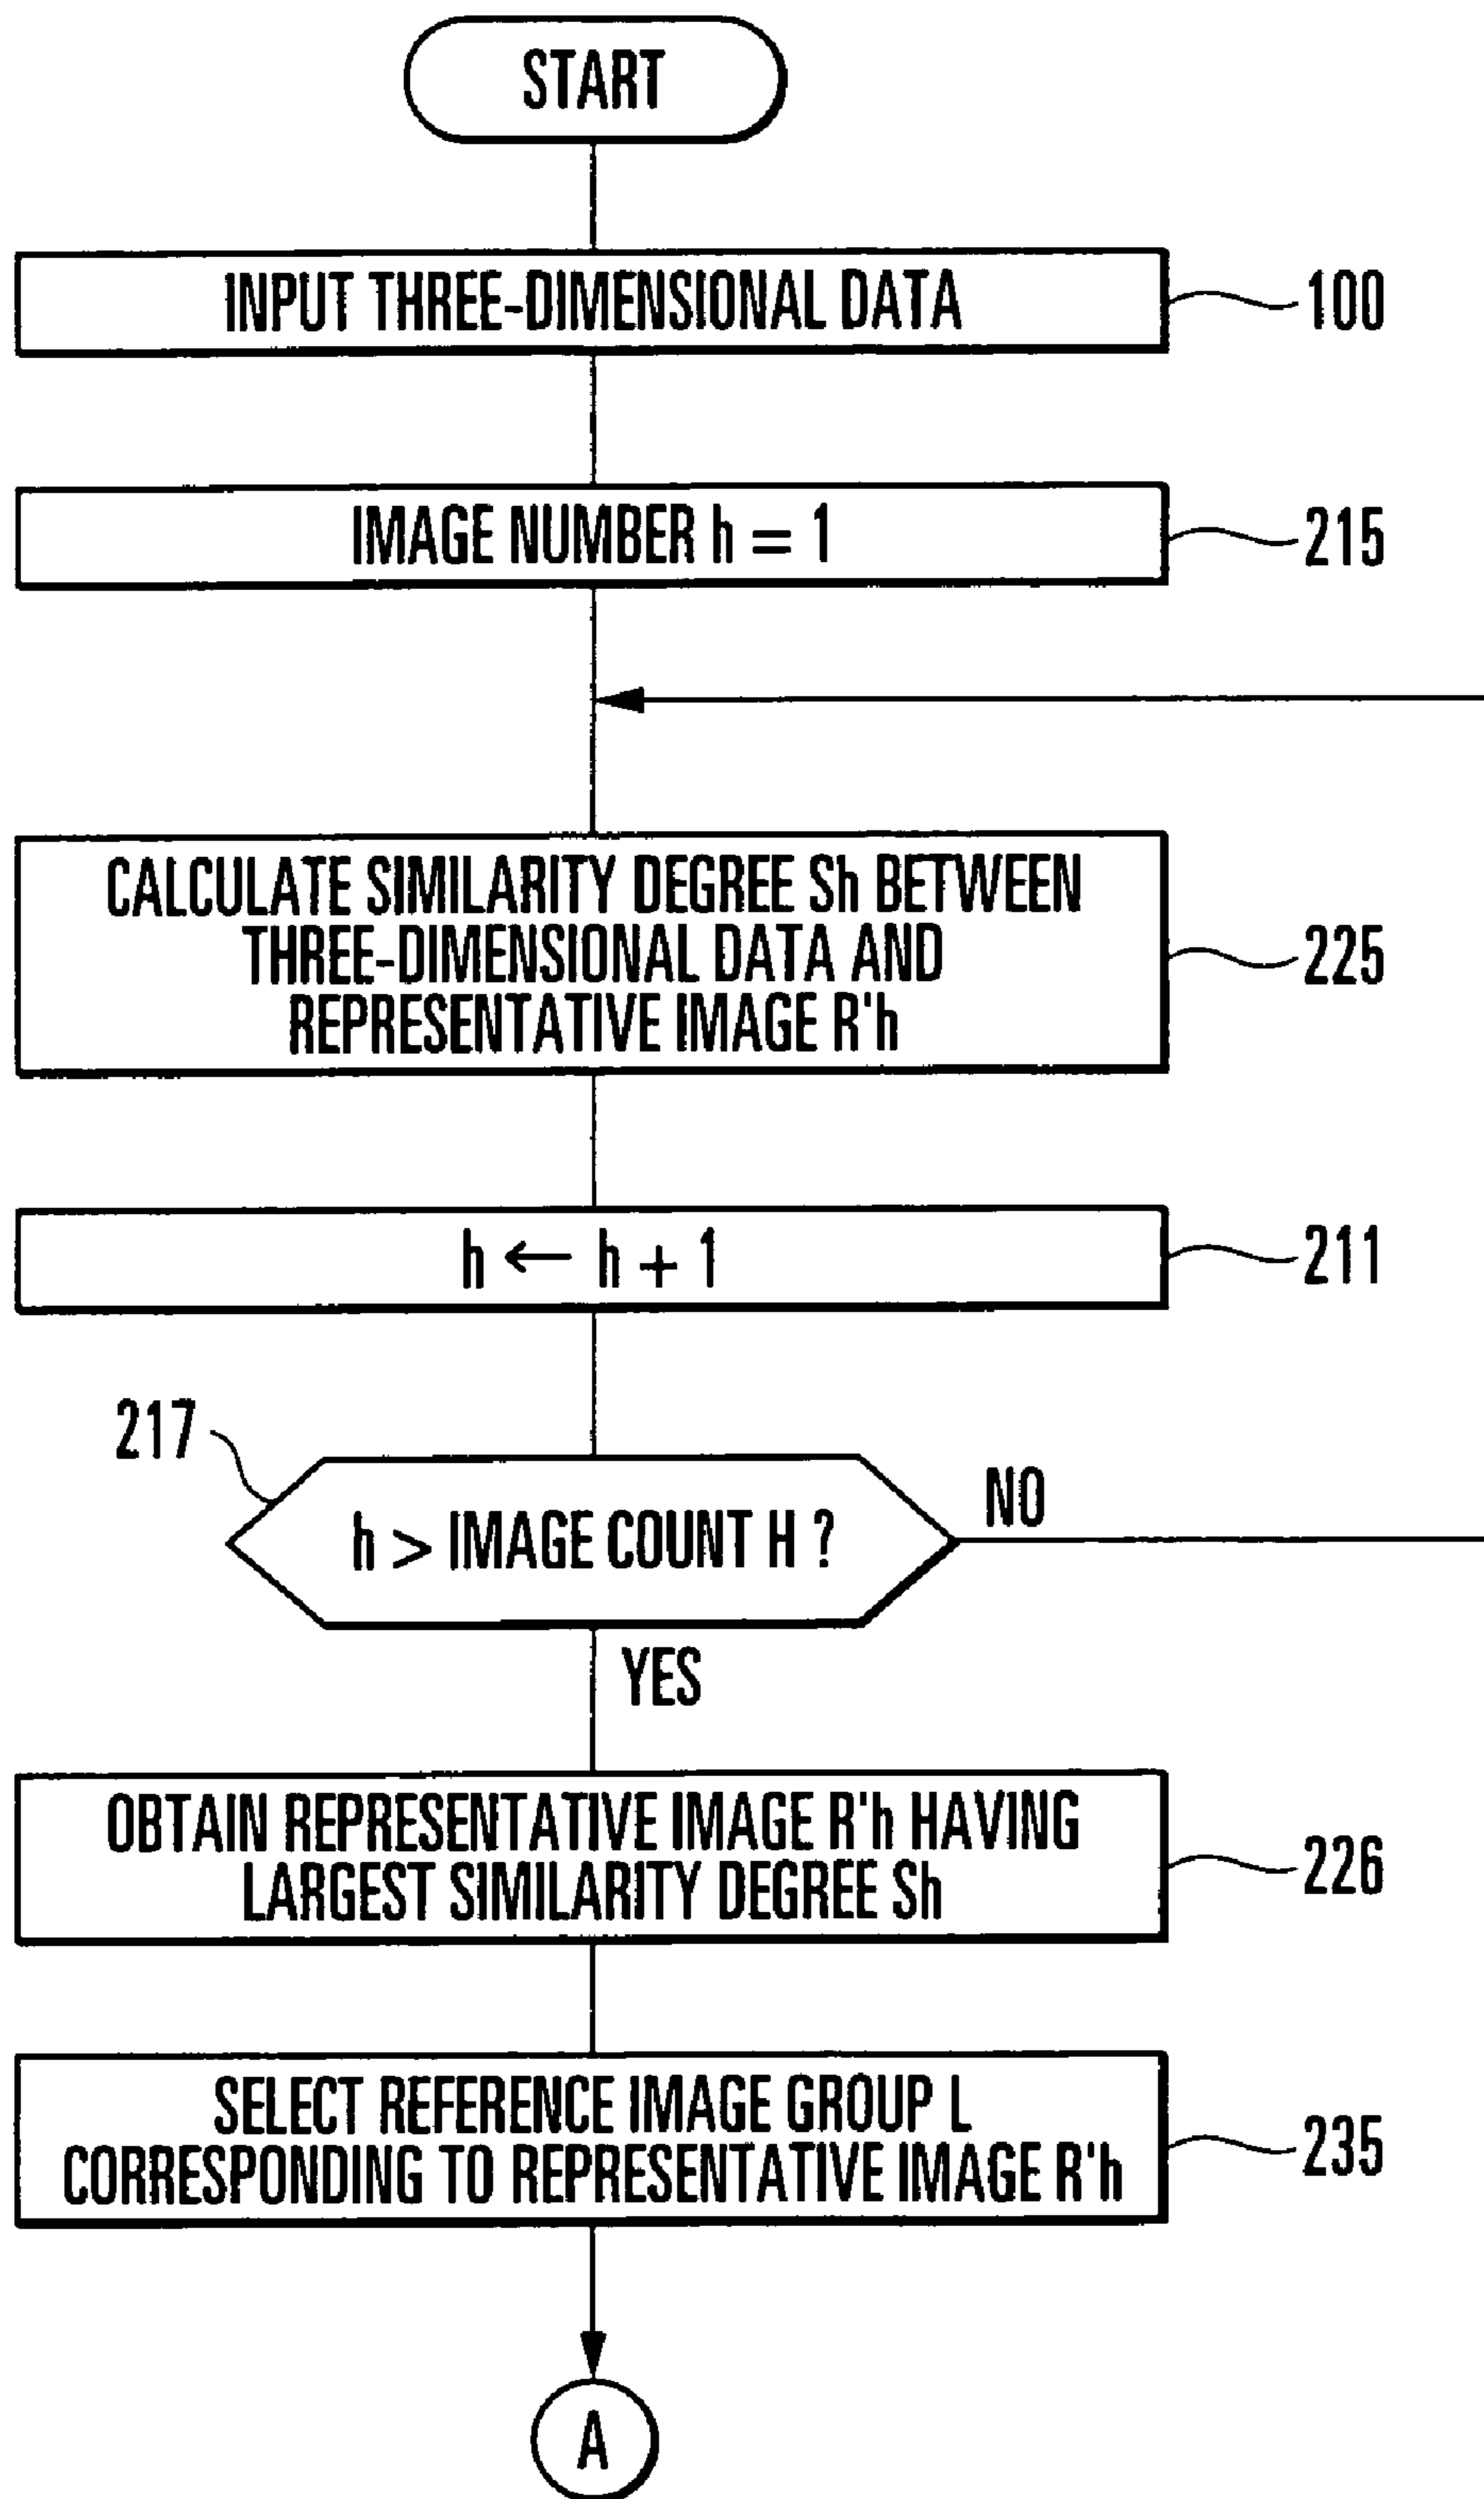 START
INPUT THREE-DIMENSIONAL DATA
100
IMAGE NUMBER h = 1
215
CALCULATE SIMILARITY DEGREE Sh BETWEEN
THREE-DIMENSIONAL DATA AND
REPRESENTATIVE IMAGE R'h
225
h ← h + 1
211
217
h > IMAGE COUNT H ?
NO
YES
OBTAIN REPRESENTATIVE IMAGE R'h HAVING
LARGEST SIMILARITY DEGREE Sh
226
SELECT REFERENCE IMAGE GROUP L
CORRESPONDING TO REPRESENTATIVE IMAGE R'h
235
A